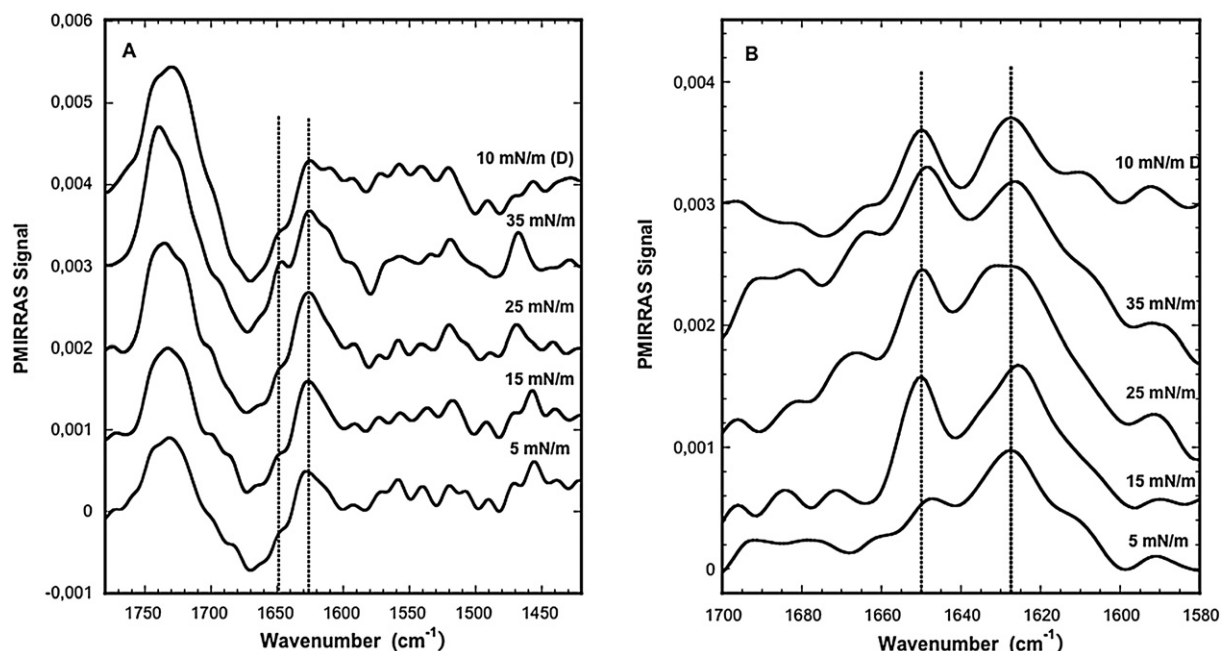 A
0,006
0,005
0,004
0,003
0,002
0,001
0
-0,001
PMIRRAS Signal
10 mN/m (D)
35 mN/m
25 mN/m
15 mN/m
5 mN/m
1750 1700 1650 1600 1550 1500 1450
Wavenumber (cm-1)
B
0,004
0,003
0,002
0,001
0
PMIRRAS Signal
10 mN/m D
35 mN/m
25 mN/m
15 mN/m
5 mN/m
1700 1680 1660 1640 1620 1600 1580
Wavenumber (cm-1)